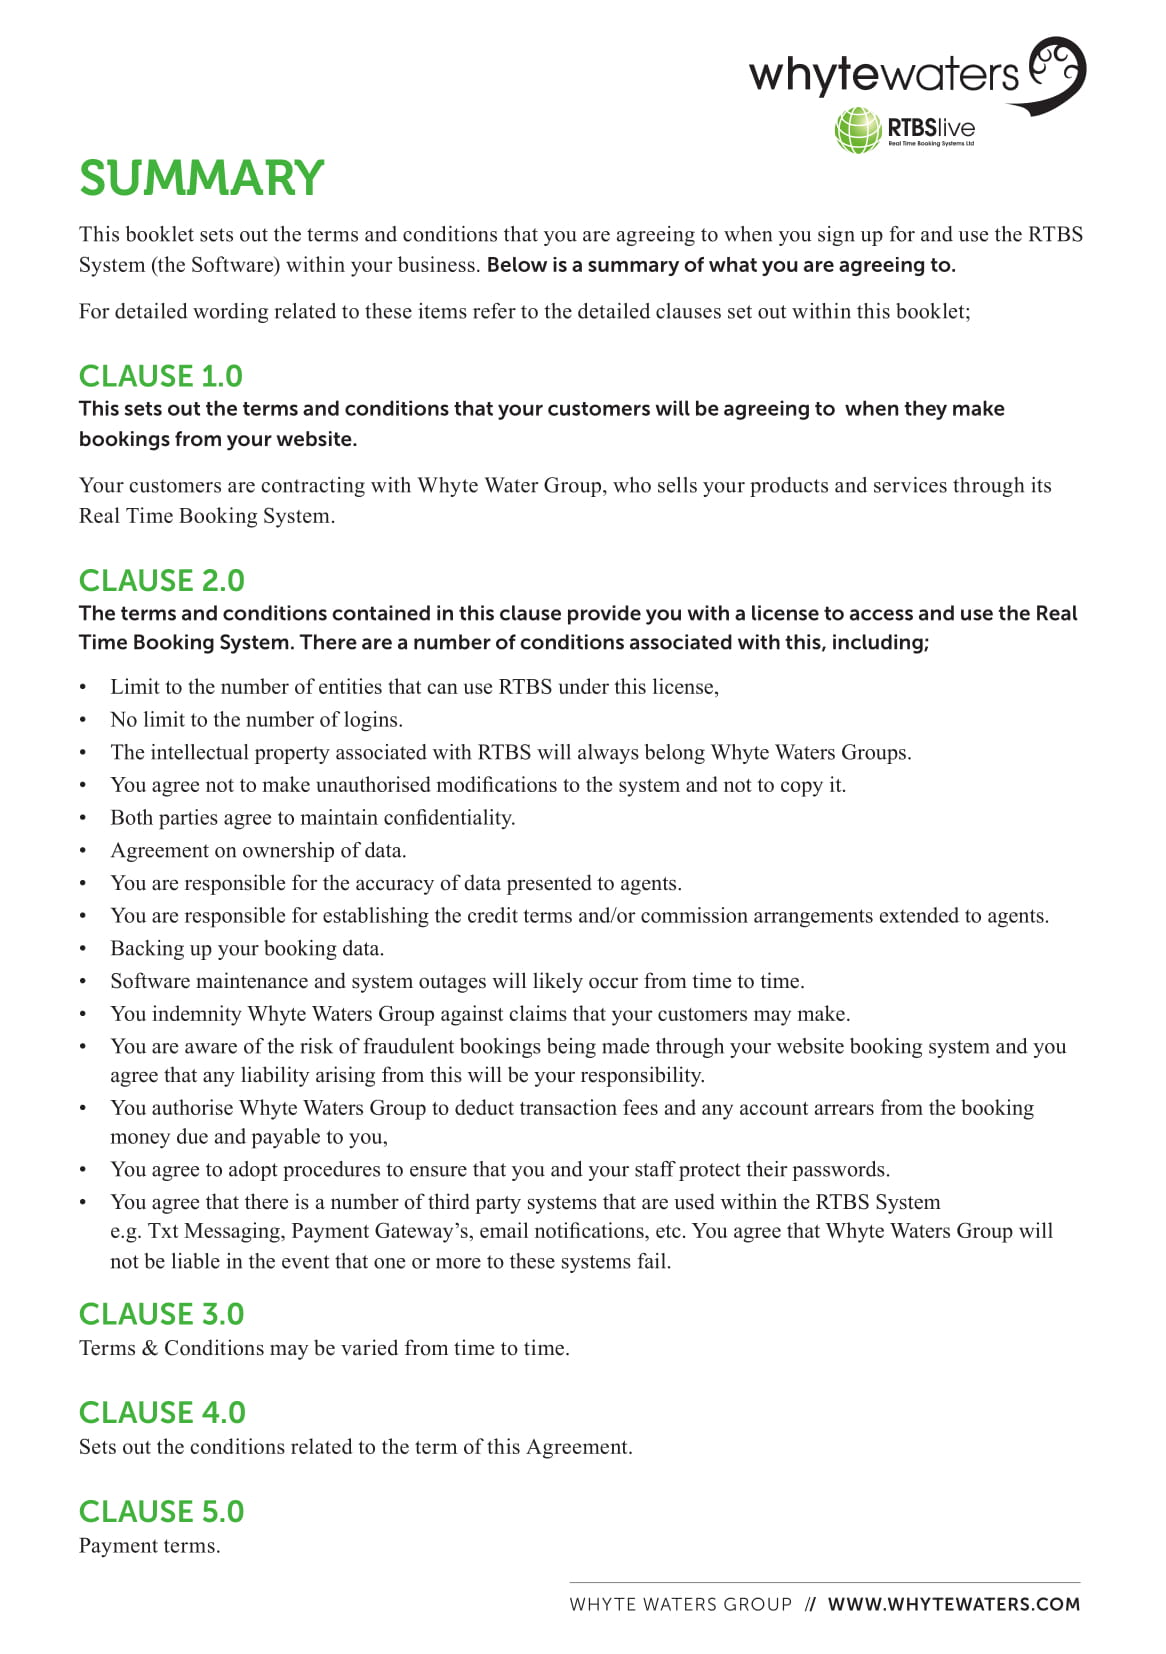 whytewaters
RTBSlive
Real Time Booking Systems Ltd
SUMMARY
This booklet sets out the terms and conditions that you are agreeing to when you sign up for and use the RTBS
System (the Software) within your business. Below is a summary of what you are agreeing to.
For detailed wording related to these items refer to the detailed clauses set out within this booklet;
CLAUSE 1.0
This sets out the terms and conditions that your customers will be agreeing to  when they make
bookings from your website.
Your customers are contracting with Whyte Water Group, who sells your products and services through its
Real Time Booking System.
CLAUSE 2.0
The terms and conditions contained in this clause provide you with a license to access and use the Real
Time Booking System. There are a number of conditions associated with this, including;
• Limit to the number of entities that can use RTBS under this license,
• No limit to the number of logins.
• The intellectual property associated with RTBS will always belong Whyte Waters Groups.
• You agree not to make unauthorised modifications to the system and not to copy it.
• Both parties agree to maintain confidentiality.
• Agreement on ownership of data.
• You are responsible for the accuracy of data presented to agents.
• You are responsible for establishing the credit terms and/or commission arrangements extended to agents.
• Backing up your booking data.
• Software maintenance and system outages will likely occur from time to time.
• You indemnity Whyte Waters Group against claims that your customers may make.
• You are aware of the risk of fraudulent bookings being made through your website booking system and you
agree that any liability arising from this will be your responsibility.
• You authorise Whyte Waters Group to deduct transaction fees and any account arrears from the booking
money due and payable to you,
• You agree to adopt procedures to ensure that you and your staff protect their passwords.
• You agree that there is a number of third party systems that are used within the RTBS System
e.g. Txt Messaging, Payment Gateway’s, email notifications, etc. You agree that Whyte Waters Group will
not be liable in the event that one or more to these systems fail.
CLAUSE 3.0
Terms & Conditions may be varied from time to time.
CLAUSE 4.0
Sets out the conditions related to the term of this Agreement.
CLAUSE 5.0
Payment terms.
WHYTE WATERS GROUP // WWW.WHYTEWATERS.COM